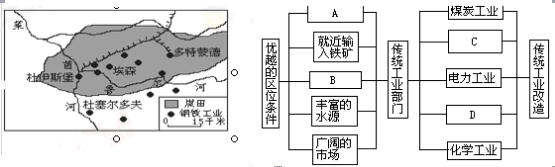 莱
茵
河
多特蒙德
埃森
杜伊斯堡
鲁
河
杜塞尔多夫
煤田
钢铁工业
0 15千米
优越的区位条件
A
就近输
入铁矿
B
丰富的
水源
广阔的
市场
传统工业部门
煤炭工业
C
电力工业
D
化学工业
传统工业改造